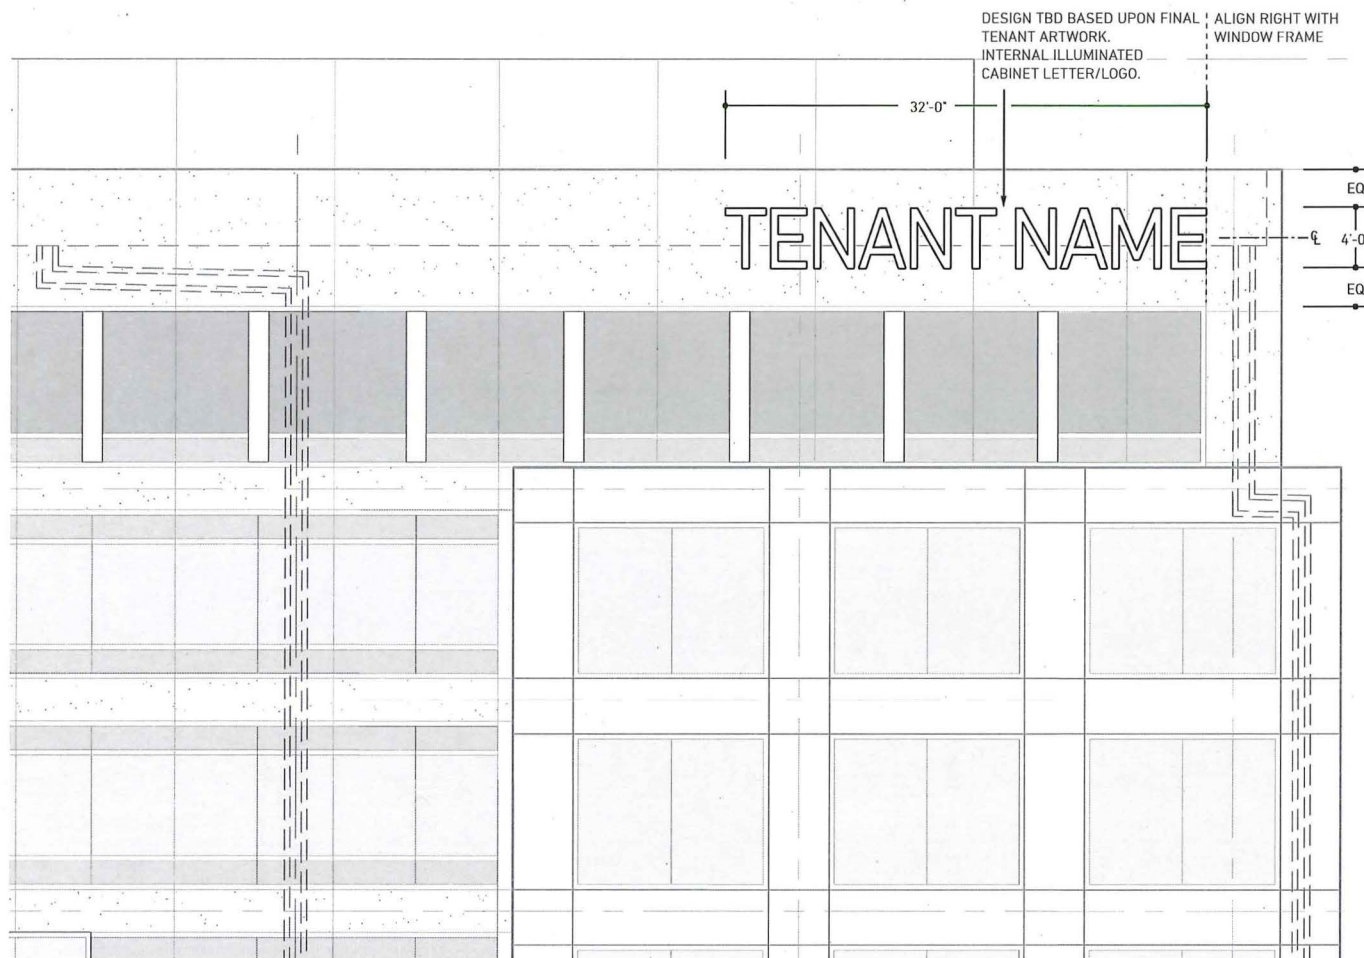 DESIGN TBD BASED UPON FINAL
TENANT ARTWORK.
INTERNAL ILLUMINATED
CABINET LETTER/LOGO.
ALIGN RIGHT WITH
WINDOW FRAME
32'-0"
EQ
TENANT NAME
℄ 4'-0
EQ